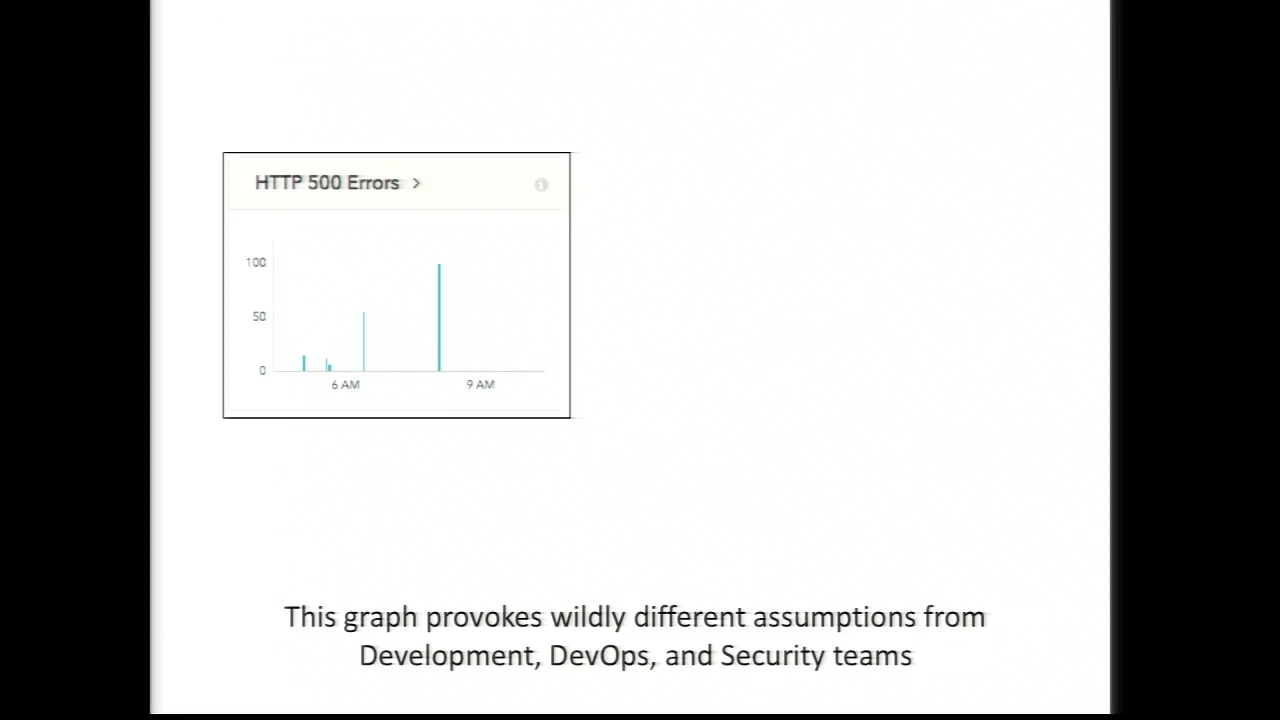 HTTP 500 Errors >
100
50
0
6 AM
9 AM
This graph provokes wildly different assumptions from
Development, DevOps, and Security teams